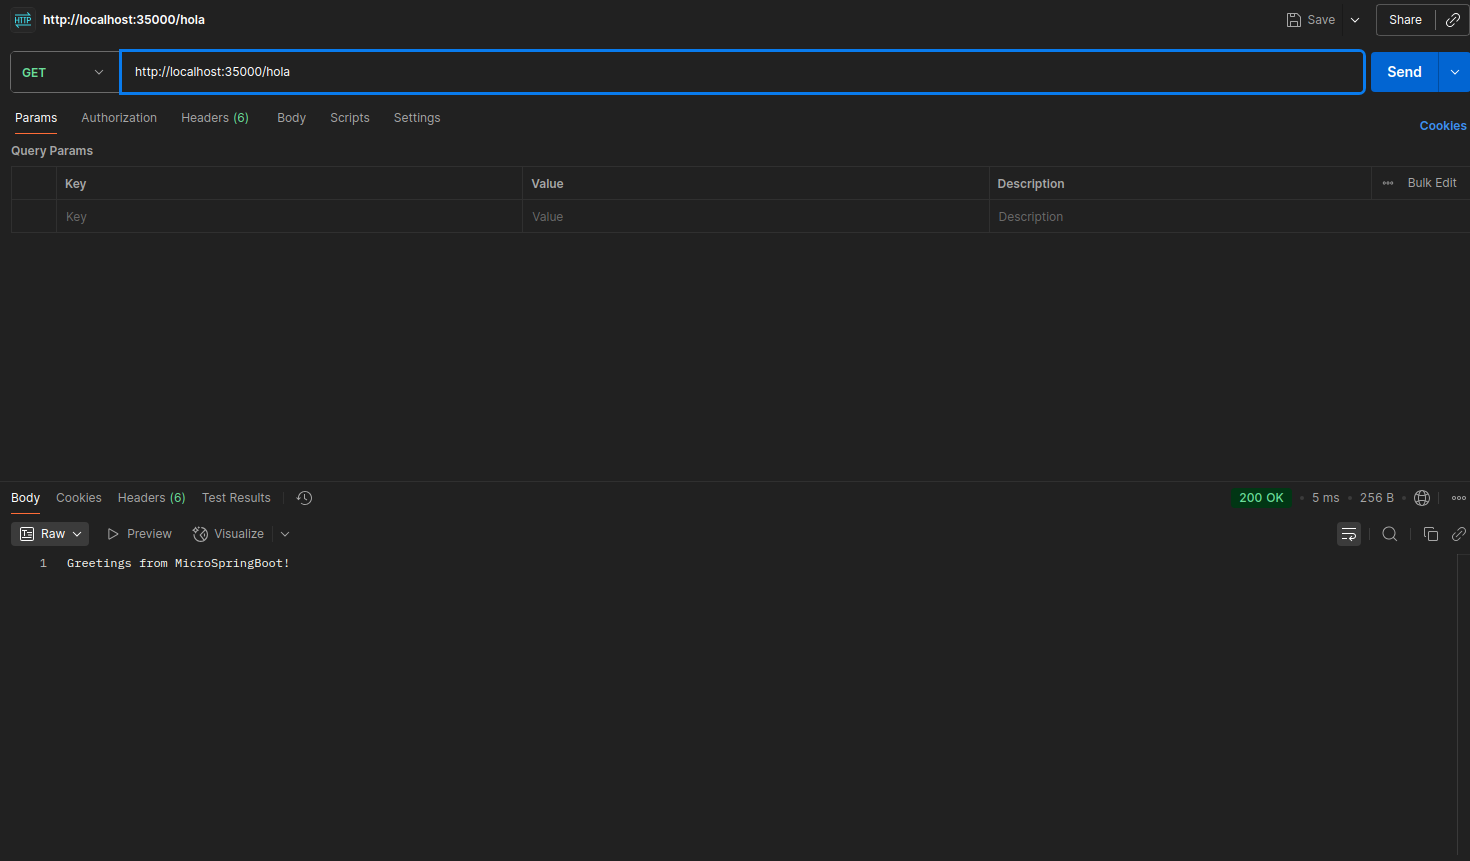 HTTP http://localhost:35000/hola Save Share
GET http://localhost:35000/hola Send
Params Authorization Headers (6) Body Scripts Settings Cookies
Query Params
Key Value Description Bulk Edit
Key Value Description
Body Cookies Headers (6) Test Results 200 OK • 5 ms • 256 B •
Raw Preview Visualize
1 Greetings from MicroSpringBoot!